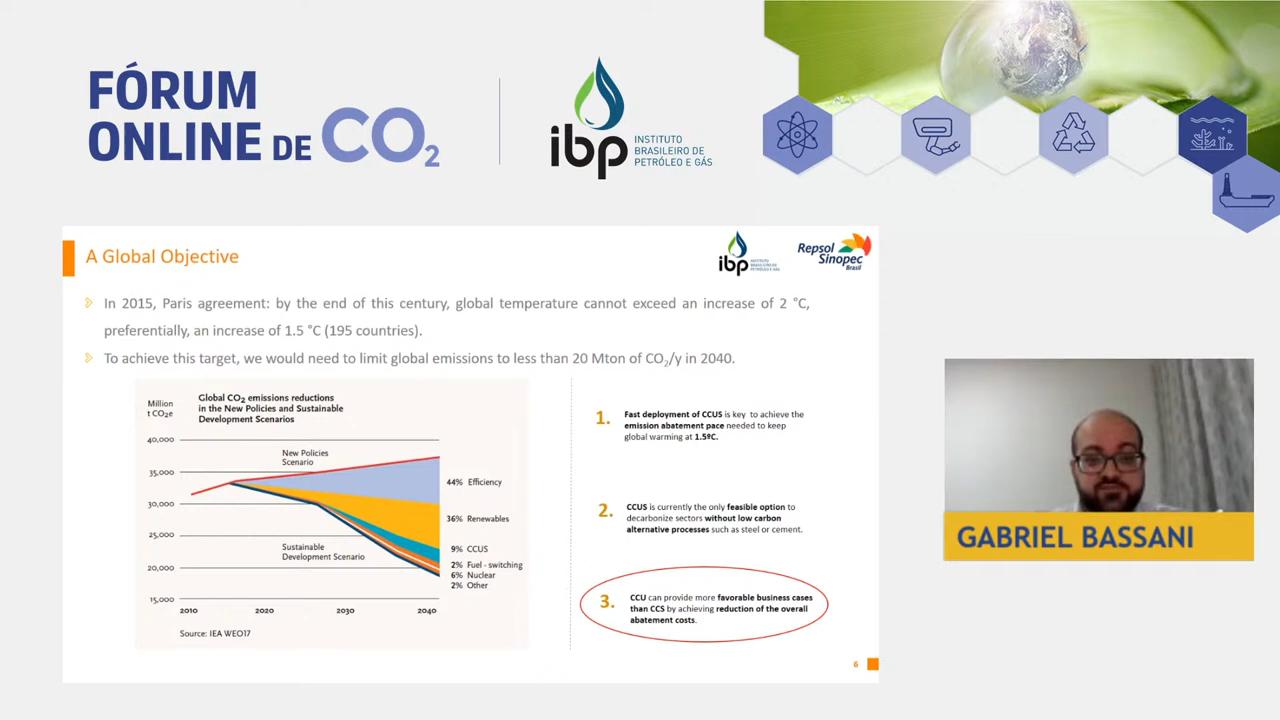 FÓRUM
ONLINE DE CO2
ibp
INSTITUTO
BRASILEIRO DE
PETRÓLEO E GÁS
A Global Objective
ibp
INSTITUTO
BRASILEIRO DE
PETRÓLEO E GÁS
Repsol
Sinopec
Brasil
In 2015, Paris agreement: by the end of this century, global temperature cannot exceed an increase of 2 °C,
preferentially, an increase of 1.5 °C (195 countries).
To achieve this target, we would need to limit global emissions to less than 20 Mton of CO2/y in 2040.
Million
t CO2e
Global CO2 emissions reductions
in the New Policies and Sustainable
Development Scenarios
40,000
35,000
30,000
25,000
20,000
15,000
New Policies
Scenario
Sustainable
Development Scenario
44% Efficiency
36% Renewables
9% CCUS
2% Fuel - switching
6% Nuclear
2% Other
2010
2020
2030
2040
Source: IEA WEO17
1. Fast deployment of CCUS is key to achieve the
emission abatement pace needed to keep
global warming at 1.5ºC.
2. CCUS is currently the only feasible option to
decarbonize sectors without low carbon
alternative processes such as steel or cement.
3. CCU can provide more favorable business cases
than CCS by achieving reduction of the overall
abatement costs.
6
GABRIEL BASSANI